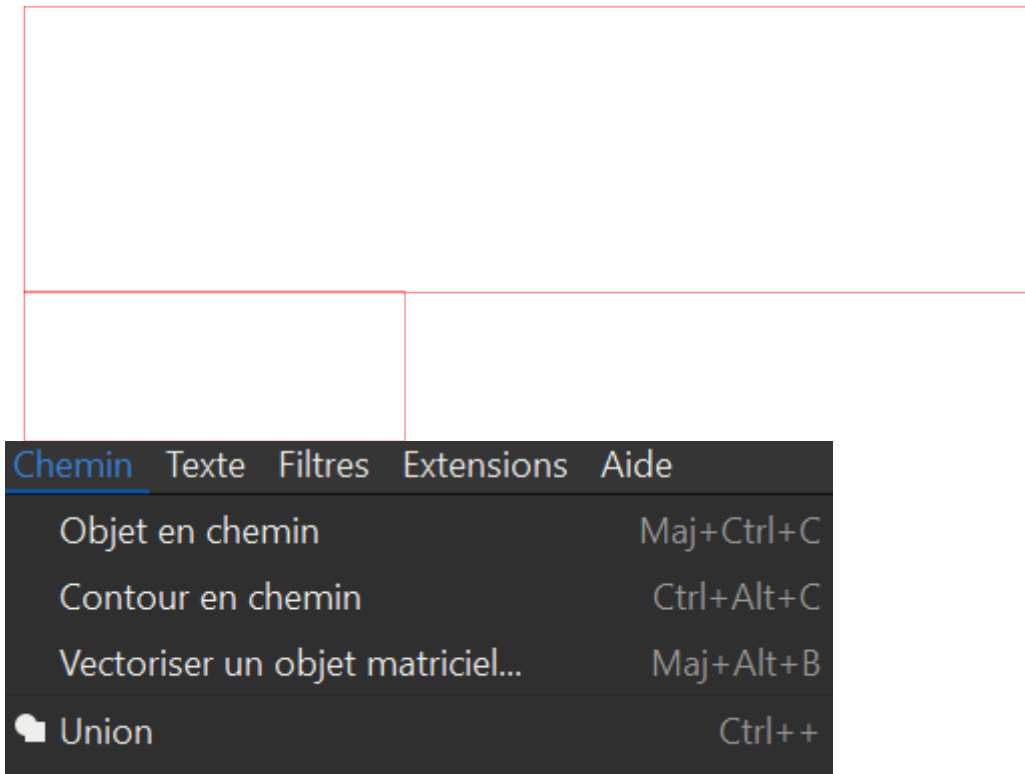 Chemin Texte Filtres Extensions Aide
Objet en chemin Maj+Ctrl+C
Contour en chemin Ctrl+Alt+C
Vectoriser un objet matriciel... Maj+Alt+B
Union Ctrl++